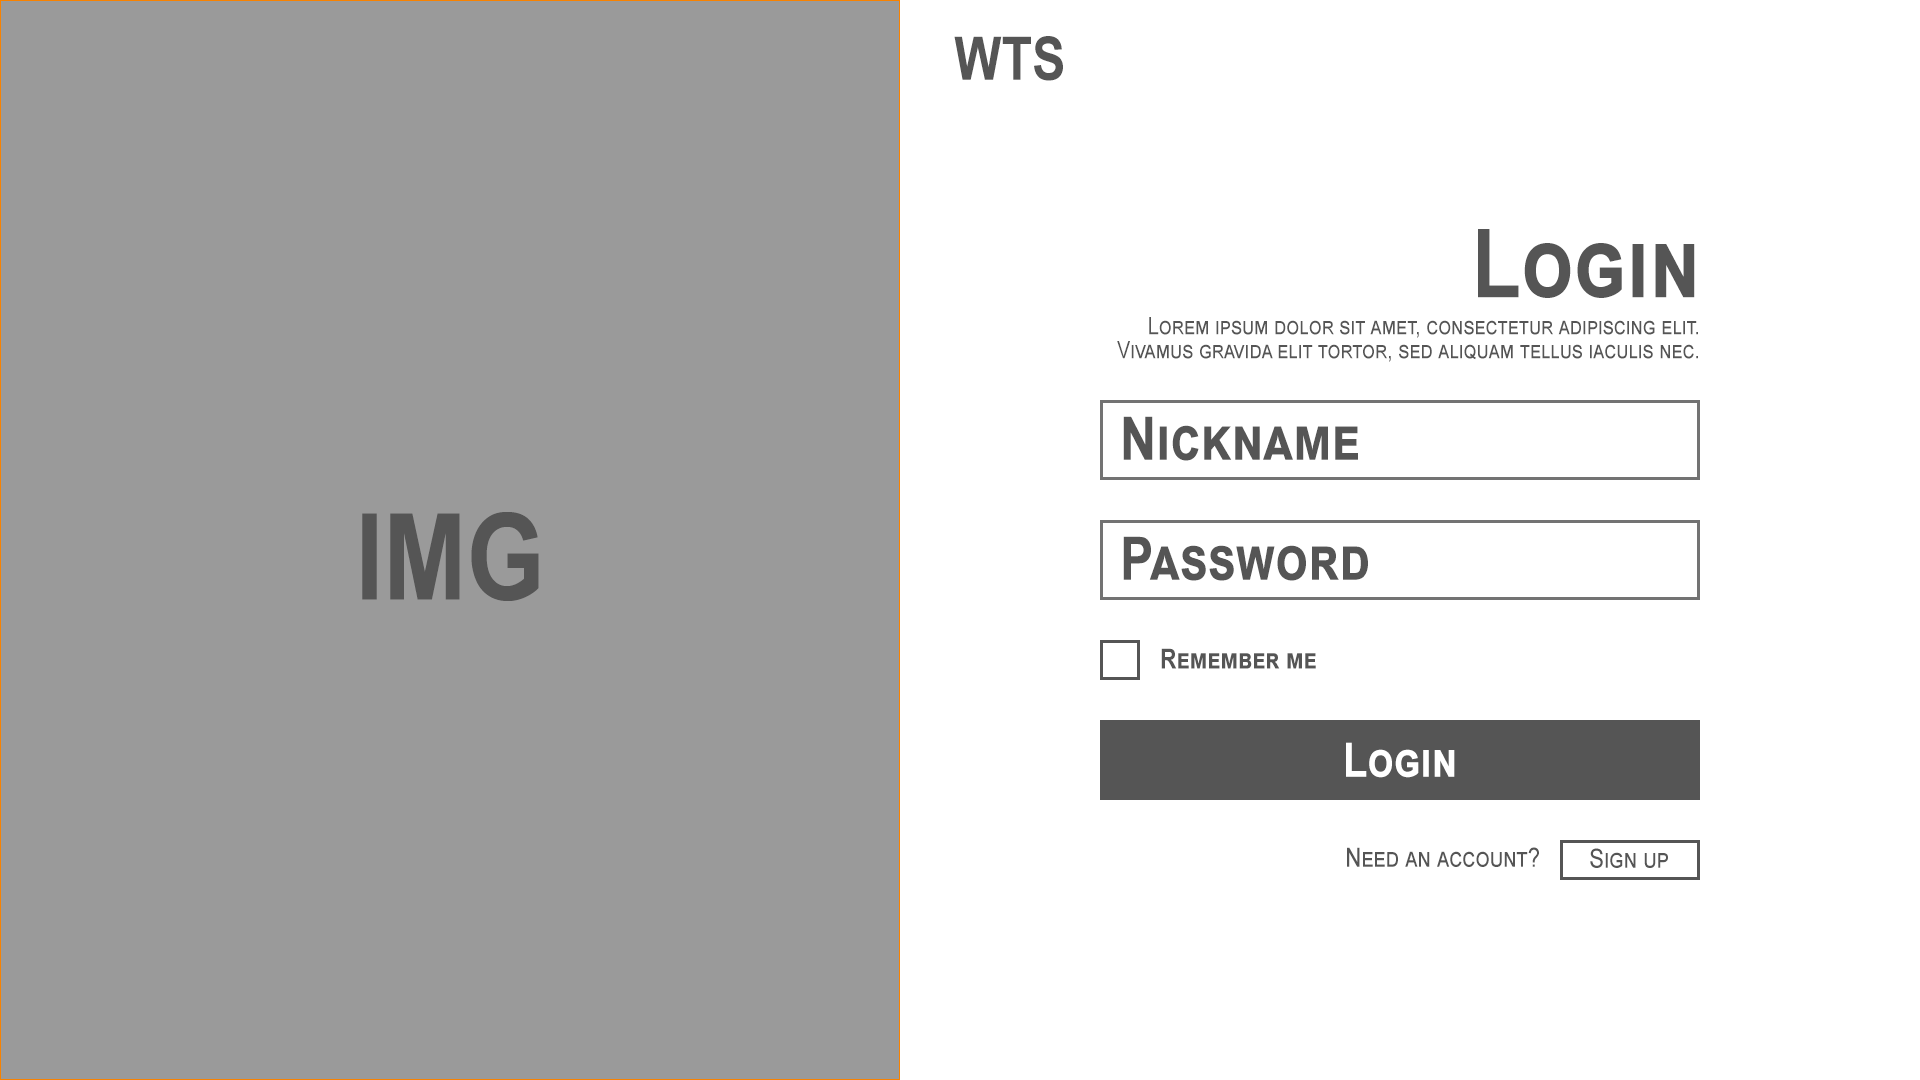 WTS
IMG
Login
Lorem ipsum dolor sit amet, consectetur adipiscing elit.
Vivamus gravida elit tortor, sed aliquam tellus iaculis nec.
Nickname
Password
Remember me
Login
Need an account? Sign up